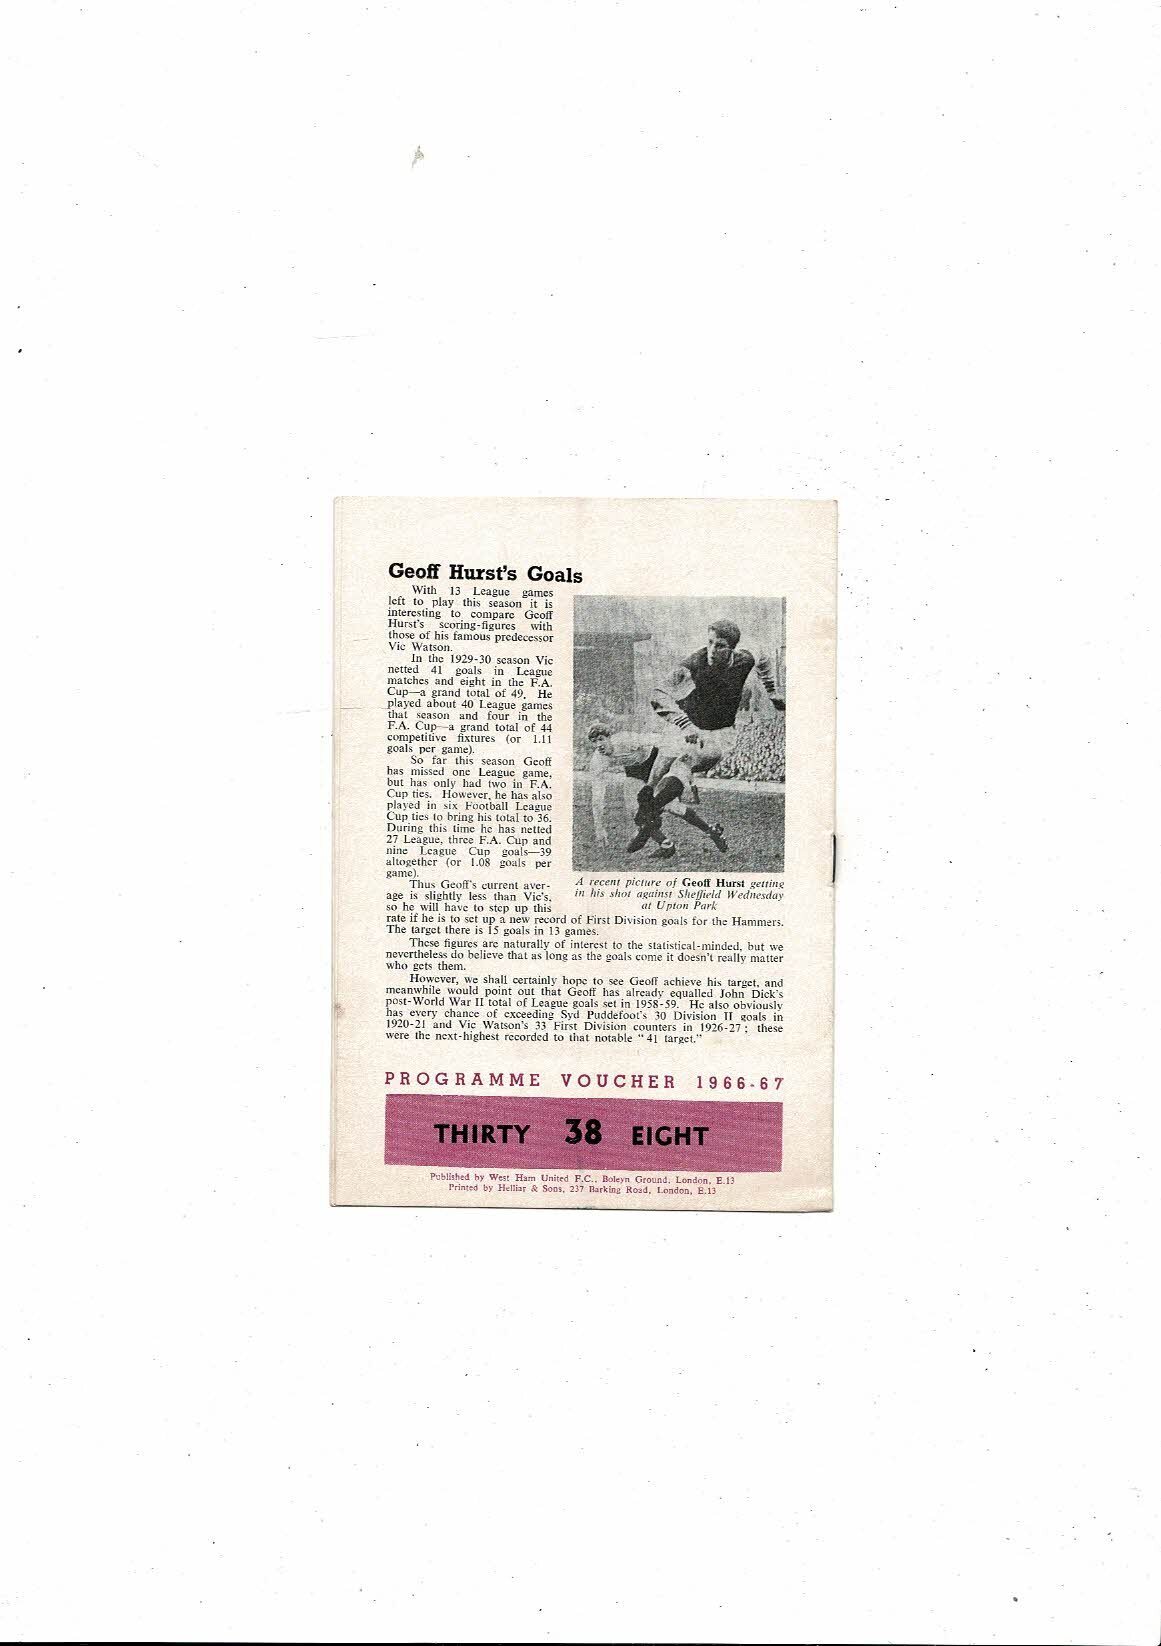 Geoff Hurst's Goals
With 13 League games
left to play this season it is
interesting to compare Geoff
Hurst's scoring-figures with
those of his famous predecessor
Vic Watson.
In the 1929-30 season Vic
netted 41 goals in League
matches and eight in the F.A.
Cup—a grand total of 49. He
played about 40 League games
that season and four in the
F.A. Cup—a grand total of 44
competitive fixtures (or 1.11
goals per game).
So far this season Geoff
has missed one League game,
but has only had two in F.A.
Cup ties. However, he has also
played in six Football League
Cup ties to bring his total to 36.
During this time he has netted
27 League, three F.A. Cup and
nine League Cup goals—39
altogether (or 1.08 goals per
game).
Thus Geoff's current aver-
age is slightly less than Vic's,
so he will have to step up this
rate if he is to set up a new record of First Division goals for the Hammers.
The target there is 15 goals in 13 games.
These figures are naturally of interest to the statistical-minded, but we
nevertheless do believe that as long as the goals come it doesn't really matter
who gets them.
However, we shall certainly hope to see Geoff achieve his target, and
meanwhile would point out that Geoff has already equalled John Dick's
post-World War II total of League goals set in 1958-59. He also obviously
has every chance of exceeding Syd Puddefoot's 30 Division II goals in
1920-21 and Vic Watson's 33 First Division counters in 1926-27; these
were the next-highest recorded to that notable "41 target."
A recent picture of Geoff Hurst getting
in his shot against Sheffield Wednesday
at Upton Park
PROGRAMME VOUCHER 1966-67
THIRTY 38 EIGHT
Published by West Ham United F.C., Boleyn Ground, London, E.13
Printed by Helliar & Sons, 237 Barking Road, London, E.13